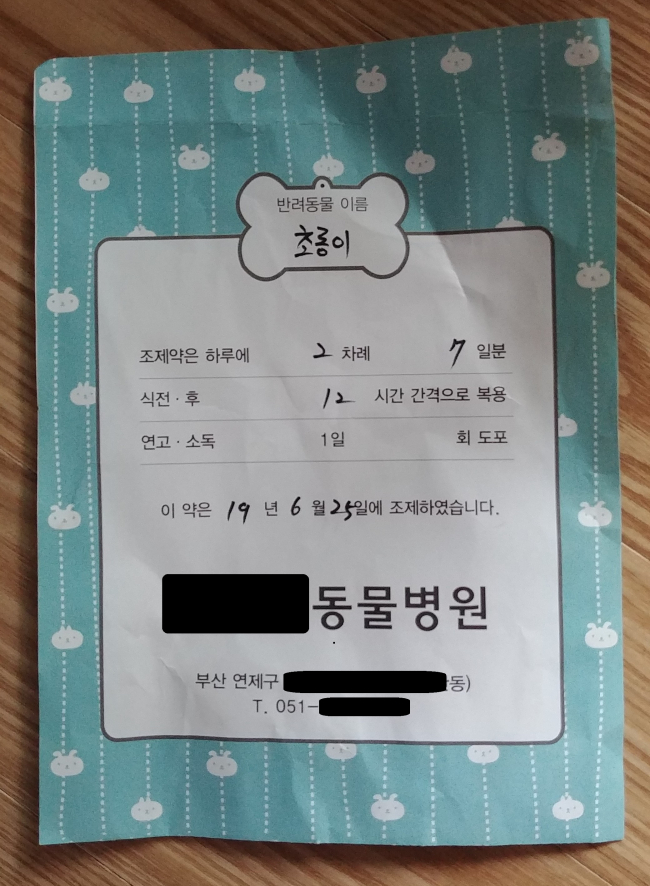 반려동물 이름
초롱이
조제약은 하루에 2 차례 7 일분
식전 · 후 12 시간 간격으로 복용
연고 · 소독 1일 회 도포
이 약은 19 년 6 월 25일에 조제하였습니다.
동물병원
부산 연제구 동)
T. 051-